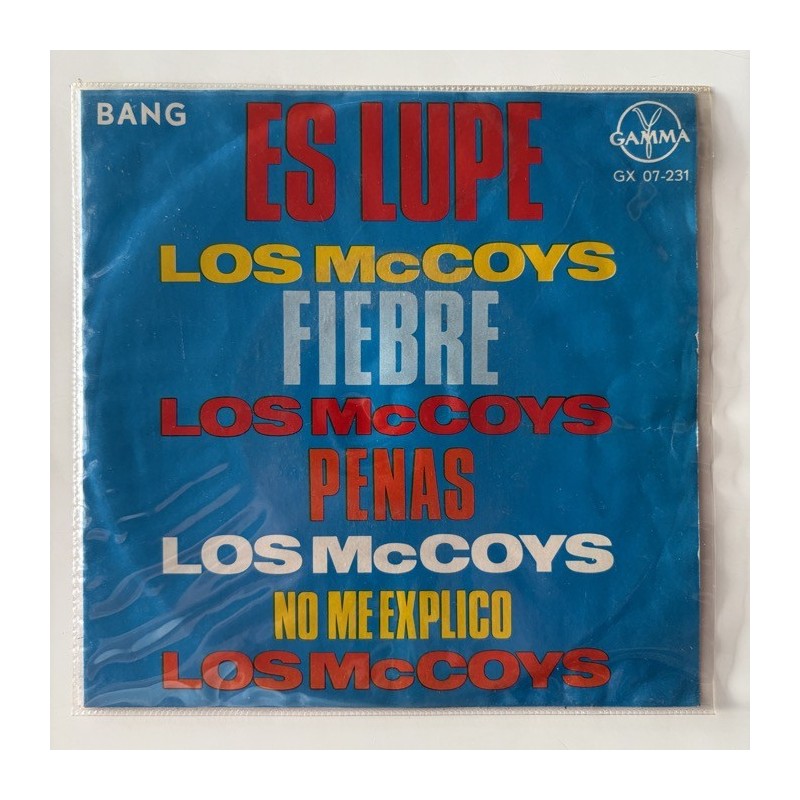 BANG
ES LUPE
GAMMA
GX 07-231
LOS McCOYS
FIEBRE
LOS McCOYS
PENAS
LOS McCOYS
NO ME EXPLICO
LOS McCOYS